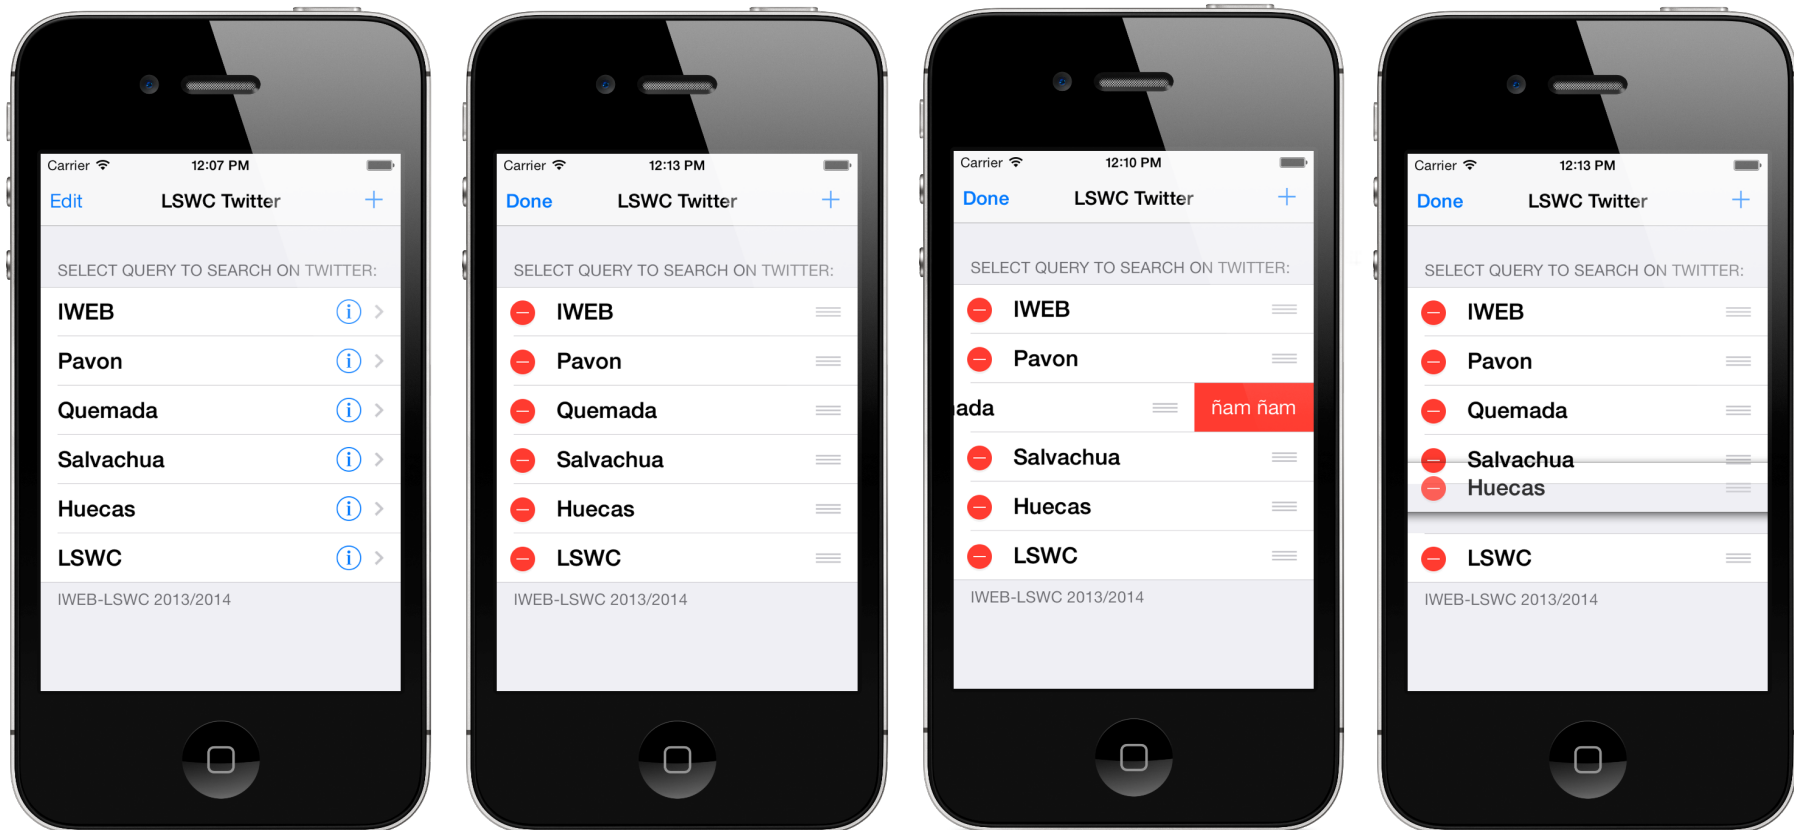 Carrier 12:07 PM
Edit LSWC Twitter +
SELECT QUERY TO SEARCH ON TWITTER:
IWEB
Pavon
Quemada
Salvachua
Huecas
LSWC
IWEB-LSWC 2013/2014
Carrier 12:13 PM
Done LSWC Twitter +
SELECT QUERY TO SEARCH ON TWITTER:
IWEB
Pavon
Quemada
Salvachua
Huecas
LSWC
IWEB-LSWC 2013/2014
Carrier 12:10 PM
Done LSWC Twitter +
SELECT QUERY TO SEARCH ON TWITTER:
IWEB
Pavon
ada ñam ñam
Salvachua
Huecas
LSWC
IWEB-LSWC 2013/2014
Carrier 12:13 PM
Done LSWC Twitter +
SELECT QUERY TO SEARCH ON TWITTER:
IWEB
Pavon
Quemada
Salvachua
Huecas
LSWC
IWEB-LSWC 2013/2014